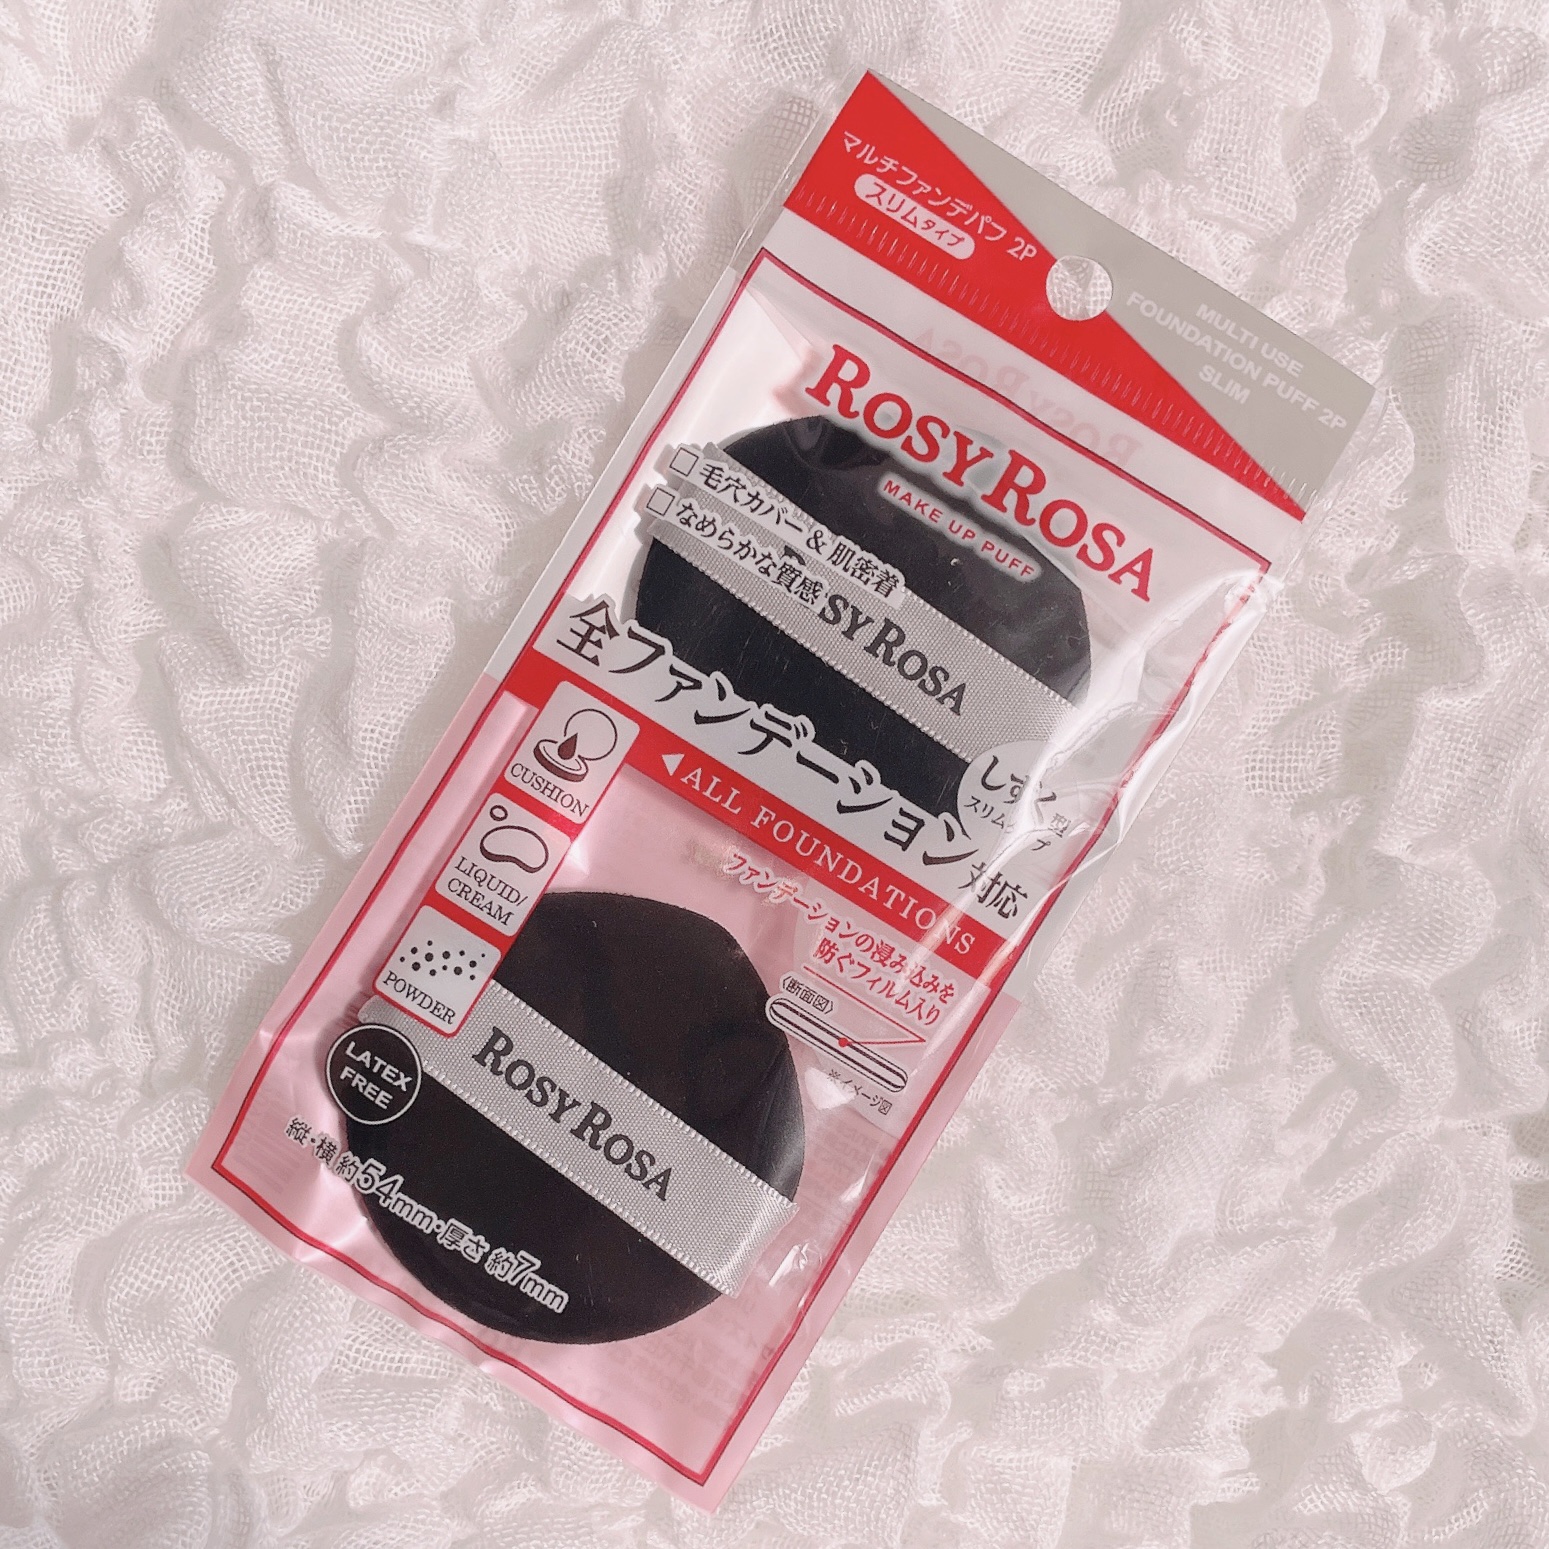 マルチファンデパフ 2P
スリムタイプ
MULTI USE
FOUNDATION PUFF 2P
SLIM
ROSY ROSA
MAKE UP PUFF
□ 毛穴カバー & 肌密着
□ なめらかな質感
SY ROSA
全ファンデーション対応
しずく型
スリムタイプ
◀ALL FOUNDATIONS
CUSHION
LIQUID/
CREAM
POWDER
ファンデーションの浸み込みを
防ぐフィルム入り
〈断面図〉
※イメージ図
ROSY ROSA
LATEX
FREE
縦・横 約54mm・厚さ 約7mm